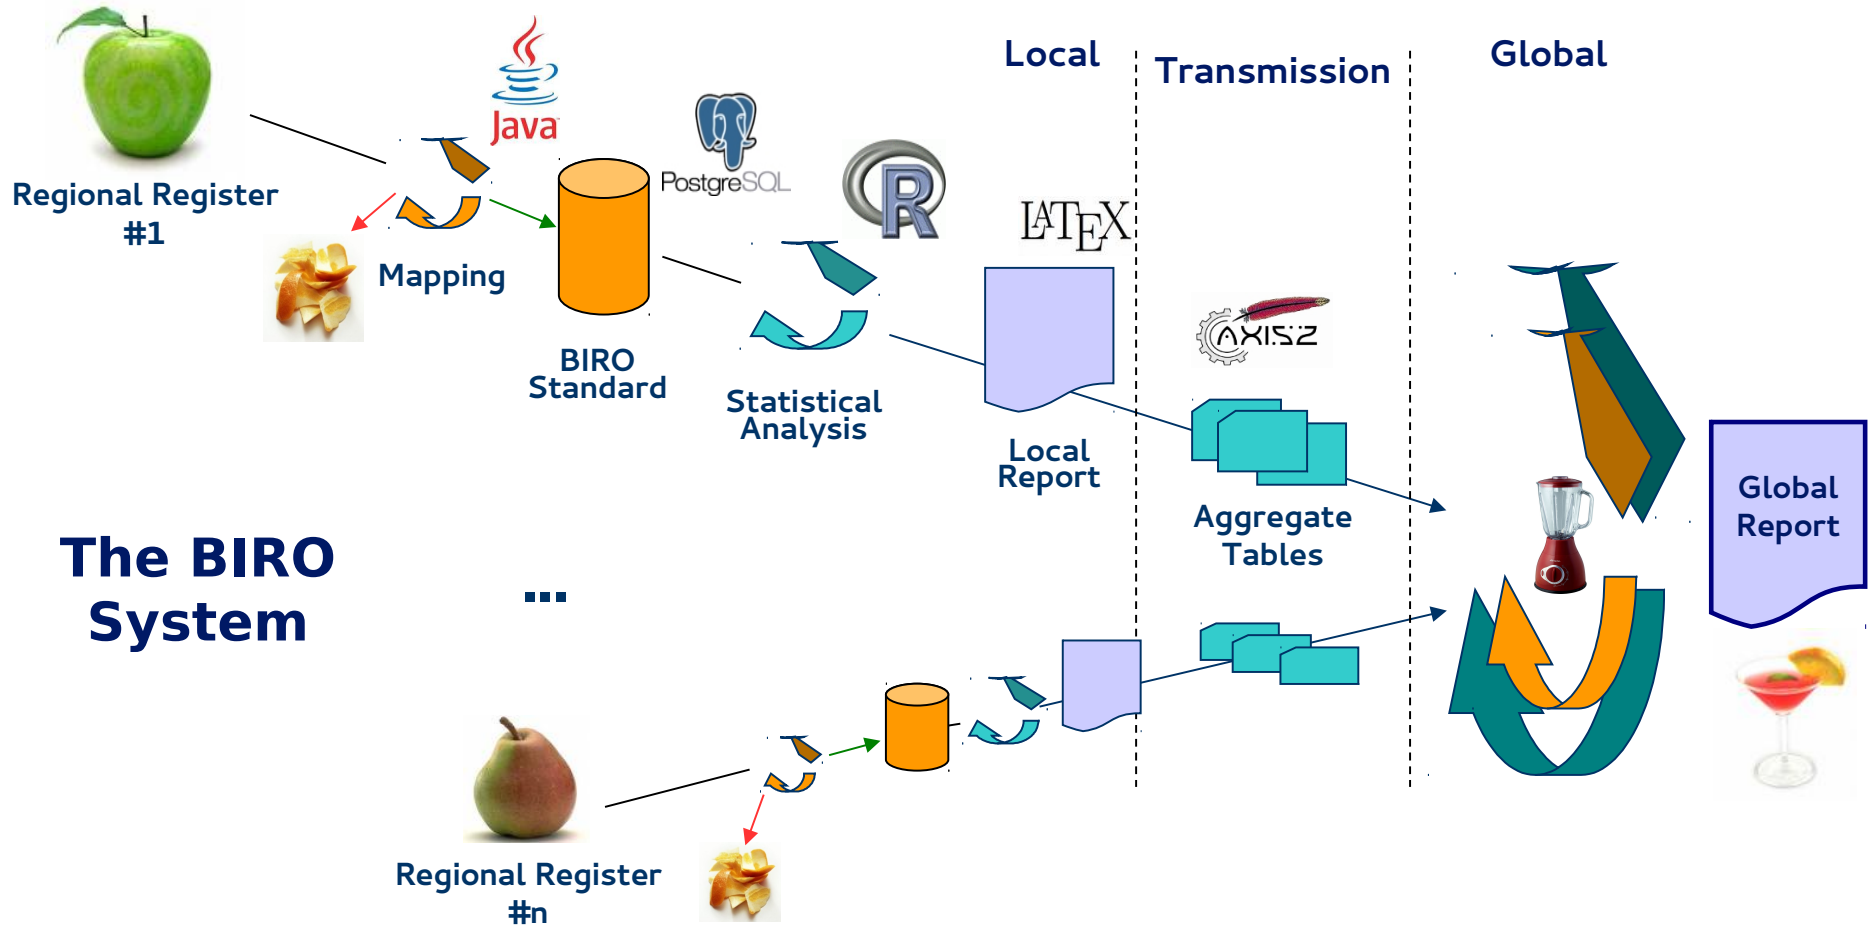 Local
Transmission
Global
Java
PostgreSQL
R
LATEX
Regional Register
#1
Mapping
BIRO
Standard
Statistical
Analysis
Local
Report
AXIS2
Aggregate
Tables
Global
Report
The BIRO
System
...
Regional Register
#n